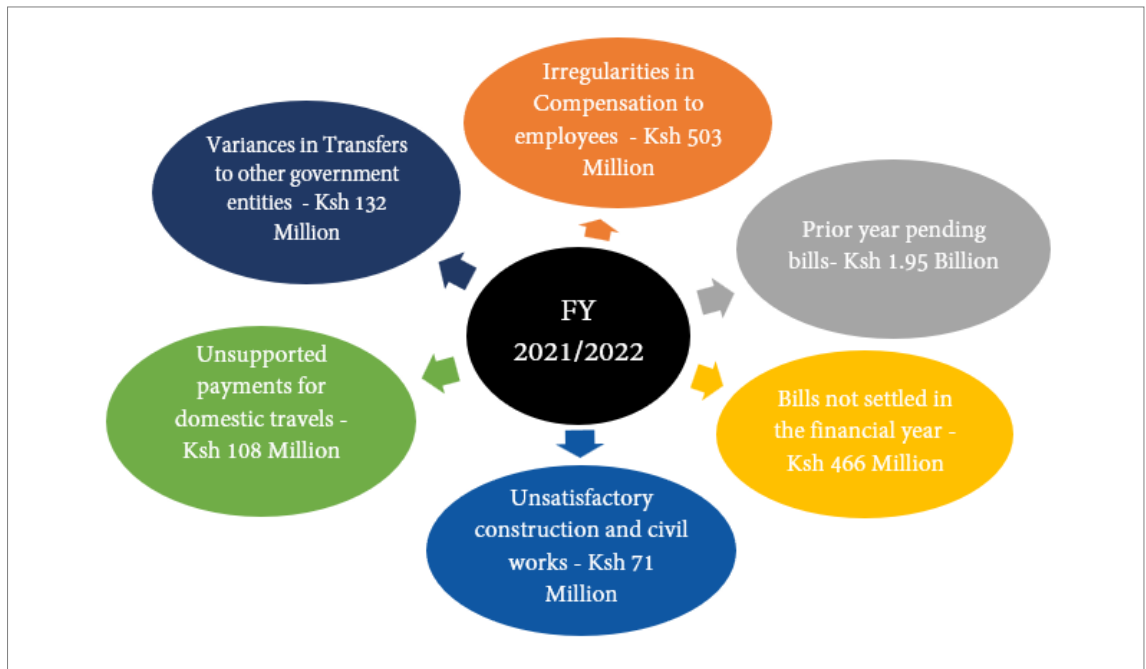 Irregularities in
Compensation to
employees - Ksh 503
Million
Variances in Transfers
to other government
entities - Ksh 132
Million
Prior year pending
bills- Ksh 1.95 Billion
FY
2021/2022
Unsupported
payments for
domestic travels -
Ksh 108 Million
Bills not settled in
the financial year -
Ksh 466 Million
Unsatisfactory
construction and civil
works - Ksh 71
Million